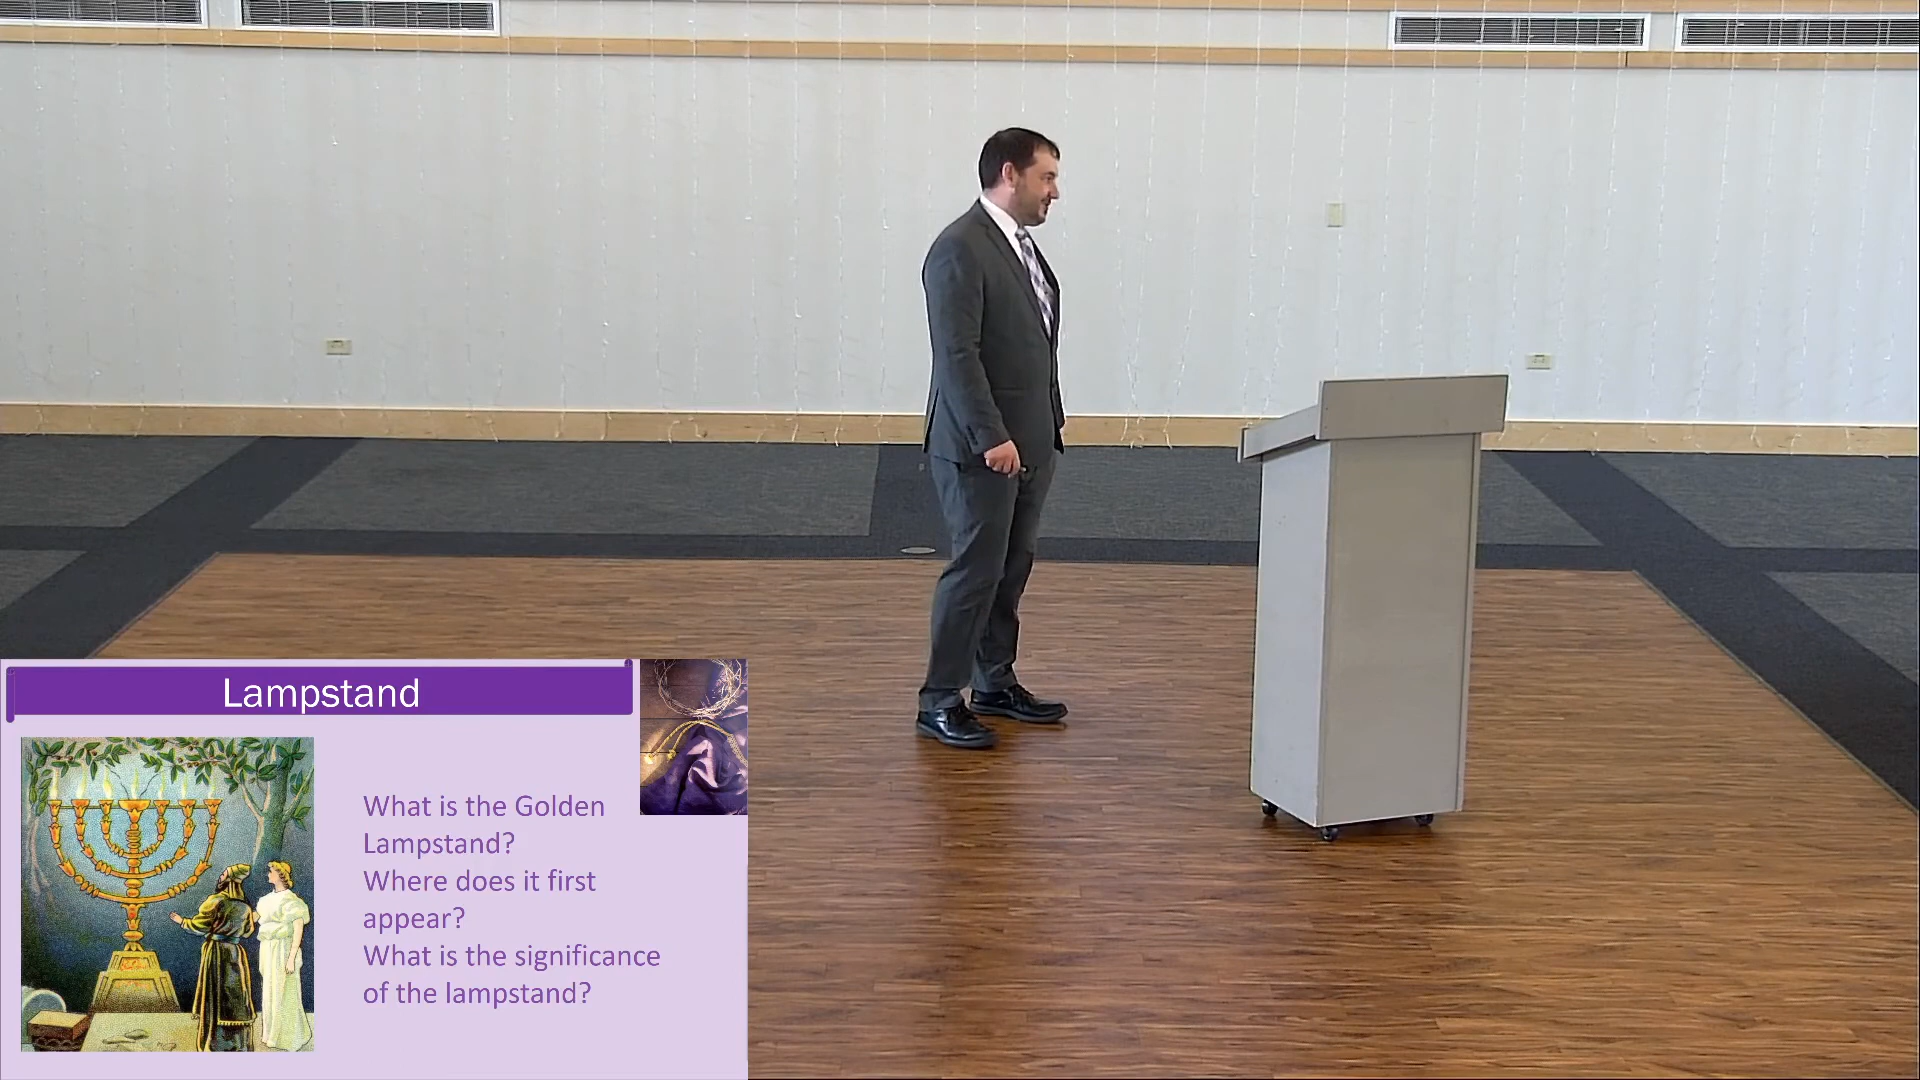 Lampstand
What is the Golden
Lampstand?
Where does it first
appear?
What is the significance
of the lampstand?